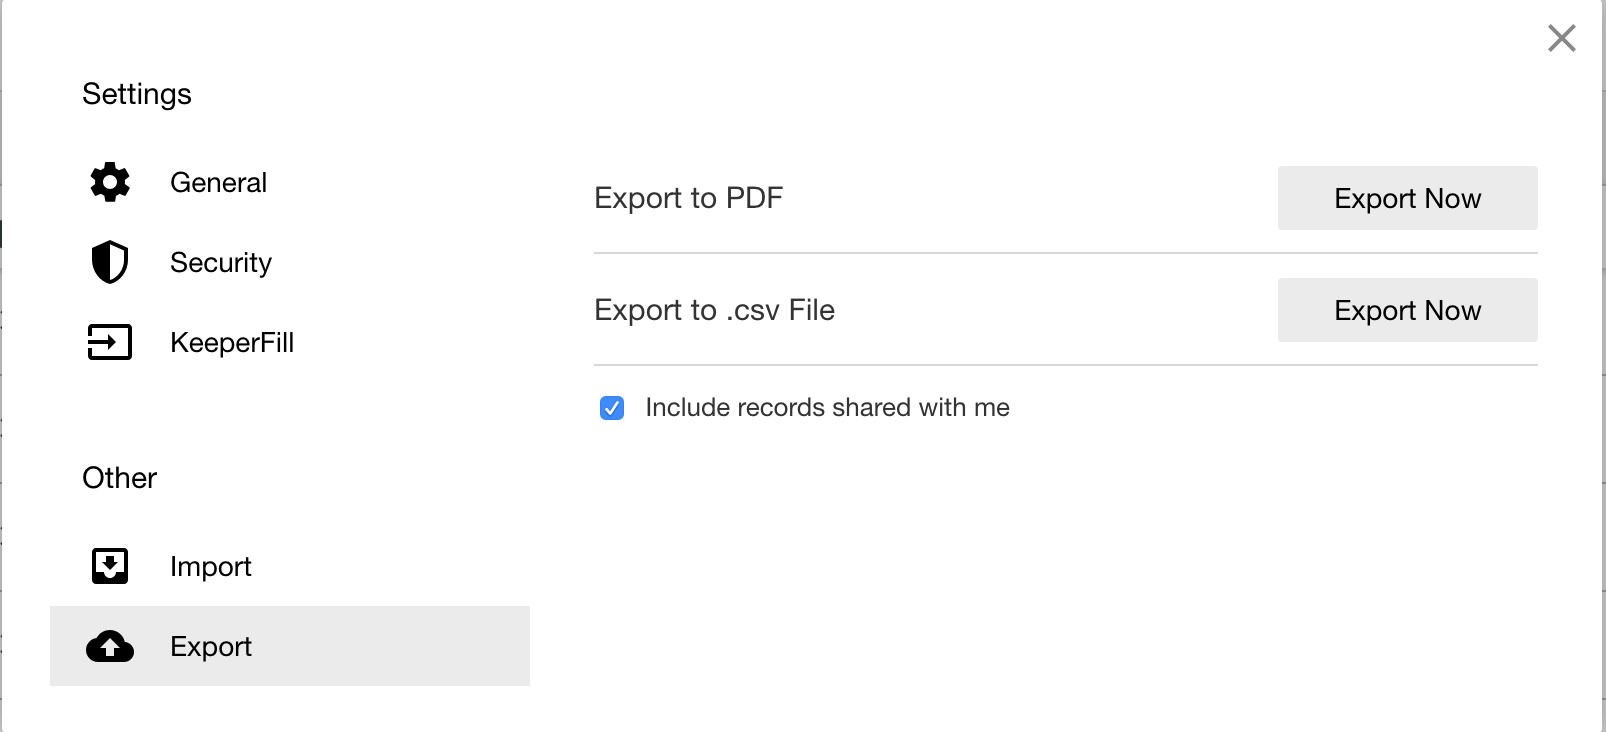 Settings
General
Security
KeeperFill
Other
Import
Export
Export to PDF
Export Now
Export to .csv File
Export Now
Include records shared with me